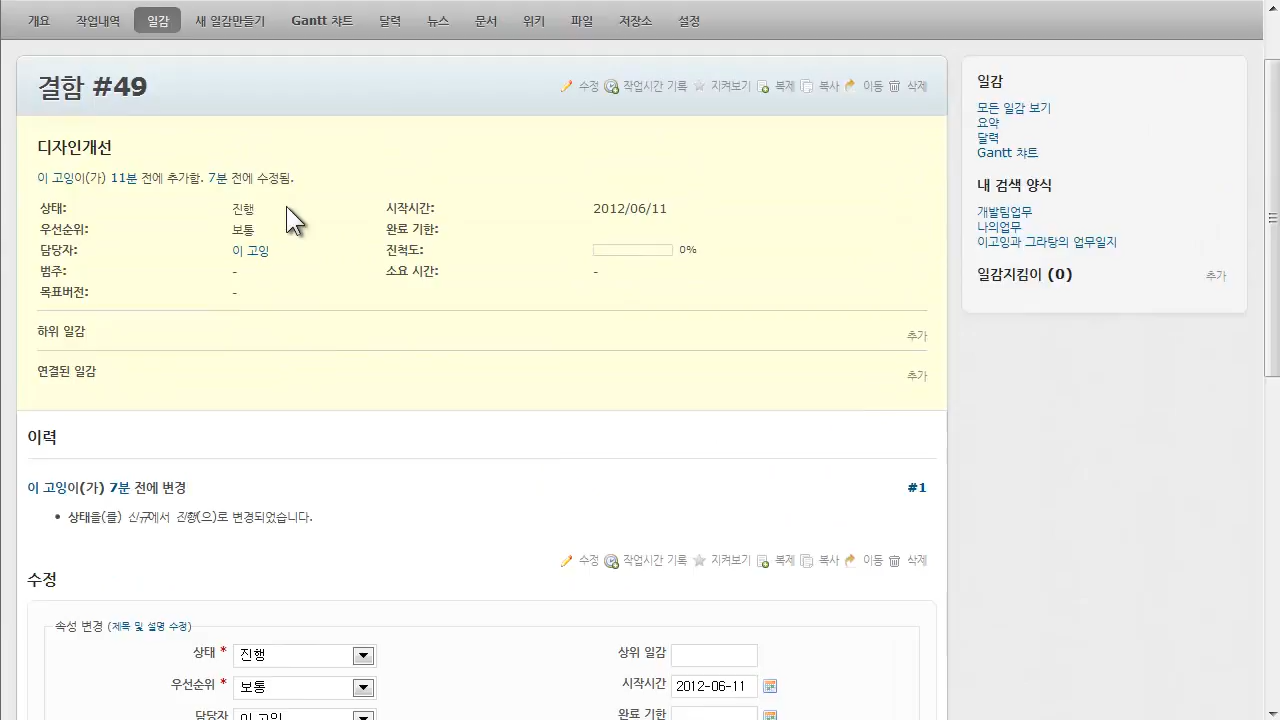 개요 작업내역 일감 새 일감만들기 Gantt 챠트 달력 뉴스 문서 위키 파일 저장소 설정
결함 #49
수정 작업시간 기록 지켜보기 복제 복사 이동 삭제
디자인개선
이 고잉이(가) 11분 전에 추가함. 7분 전에 수정됨.
상태: 진행 시작시간: 2012/06/11
우선순위: 보통 완료 기한:
담당자: 이 고잉 진척도: 0%
범주: - 소요 시간: -
목표버전: -
하위 일감 추가
연결된 일감 추가
이력
이 고잉이(가) 7분 전에 변경 #1
• 상태을(를) 신규에서 진행(으)로 변경되었습니다.
수정 작업시간 기록 지켜보기 복제 복사 이동 삭제
수정
속성 변경 (제목 및 설명 수정)
상태 * 진행 상위 일감
우선순위 * 보통 시작시간 2012-06-11
담당자 이 고잉 완료 기한
일감
모든 일감 보기
요약
달력
Gantt 챠트
내 검색 양식
개발팀업무
나의업무
이고잉과 그라탕의 업무일지
일감지킴이 (0) 추가